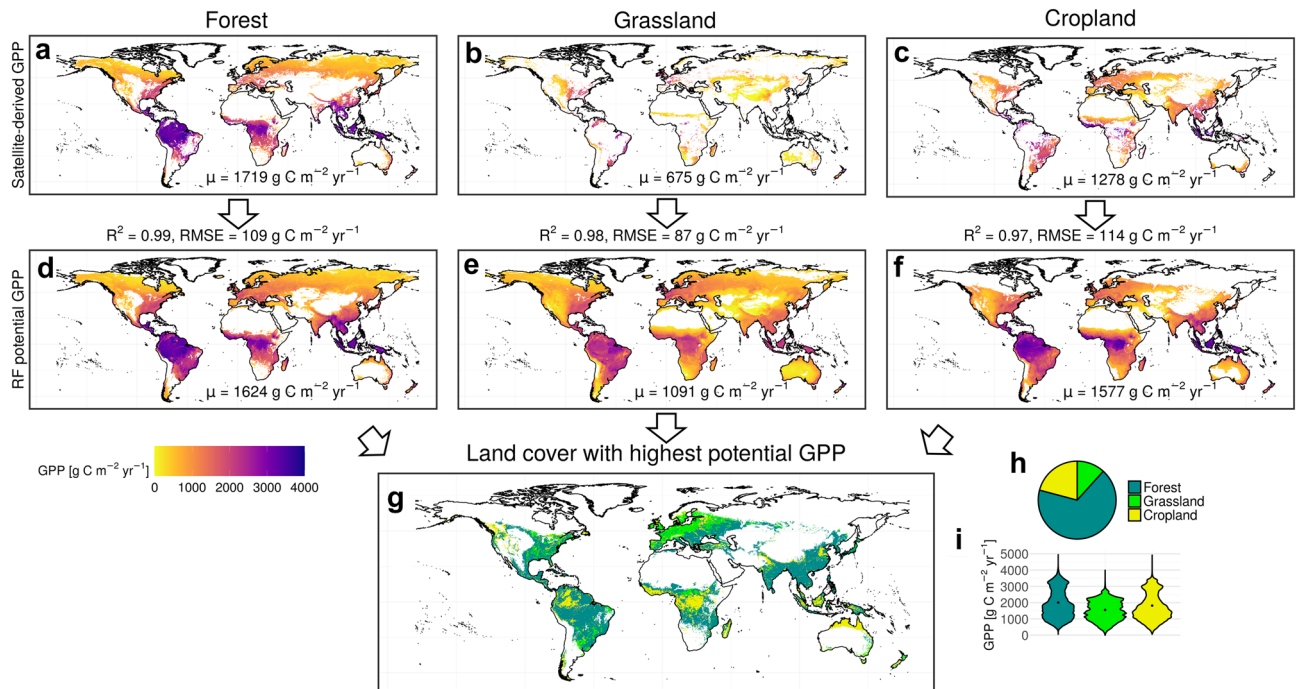 Forest
Grassland
Cropland
Satellite-derived GPP
a
b
c
μ = 1719 g C m⁻² yr⁻¹
μ = 675 g C m⁻² yr⁻¹
μ = 1278 g C m⁻² yr⁻¹
R² = 0.99, RMSE = 109 g C m⁻² yr⁻¹
R² = 0.98, RMSE = 87 g C m⁻² yr⁻¹
R² = 0.97, RMSE = 114 g C m⁻² yr⁻¹
RF potential GPP
d
e
f
μ = 1624 g C m⁻² yr⁻¹
μ = 1091 g C m⁻² yr⁻¹
μ = 1577 g C m⁻² yr⁻¹
GPP [g C m⁻² yr⁻¹]
0 1000 2000 3000 4000
Land cover with highest potential GPP
g
h
Forest
Grassland
Cropland
i
GPP [g C m⁻² yr⁻¹]
5000
4000
3000
2000
1000
0